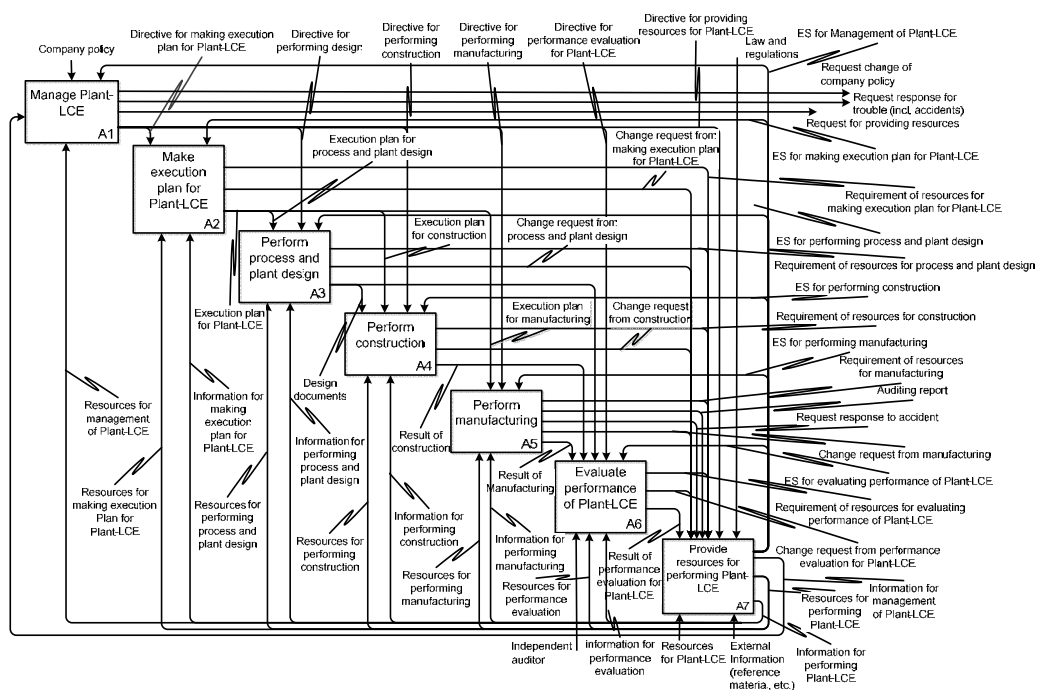 Company policy
Directive for making execution
plan for Plant-LCE
Directive for
performing design
Directive for
performing
construction
Directive for
performing
manufacturing
Directive for
performance evaluation
for Plant-LCE
Directive for providing
resources for Plant-LCE
Law and
regulations
ES for Management of Plant-LCE
Request change of
company policy
Request response for
trouble (incl. accidents)
Request for providing resources
Manage Plant-
LCE
A1
Make
execution
plan for
Plant-LCE
A2
Execution plan for
process and plant design
Change request from
making execution plan
for Plant-LCE
ES for making execution plan for Plant-LCE
Requirement of resources for
making execution plan for Plant-LCE
Perform
process and
plant design
A3
Execution plan
for construction
Change request from
process and plant design
ES for performing process and plant design
Requirement of resources for process and plant design
ES for performing construction
Execution plan
for Plant-LCE
Perform
construction
A4
Execution plan
for manufacturing
Change request
from construction
Requirement of resources for construction
ES for performing manufacturing
Requirement of resources
for manufacturing
Auditing report
Request response to accident
Change request from manufacturing
Design
documents
Perform
manufacturing
A5
Result of
construction
Result of
Manufacturing
Evaluate
performance
of Plant-LCE
A6
ES for evaluating performance of Plant-LCE
Requirement of resources for evaluating
performance of Plant-LCE
Change request from performance
evaluation for Plant-LCE
Resources for
management
of Plant-LCE
Information for
making
execution
plan for
Plant-LCE
Information for
performing
process and
plant design
Resources for
making execution
Plan for
Plant-LCE
Resources for
performing
process and
plant design
Resources for
performing
construction
Information for
performing
construction
Resources for
performing
manufacturing
Information for
performing
manufacturing
Resources for
performance
evaluation
Result of
performance
evaluation for
Plant-LCE
Provide
resources for
performing Plant-
LCE
A7
Information for
management
of Plant-LCE
Resources for
performing
Plant-LCE
Information for
performing
Plant-LCE
Independent
auditor
Information for
performance evaluation
Resources
for Plant-LCE
External
Information
(reference
materia., etc.)